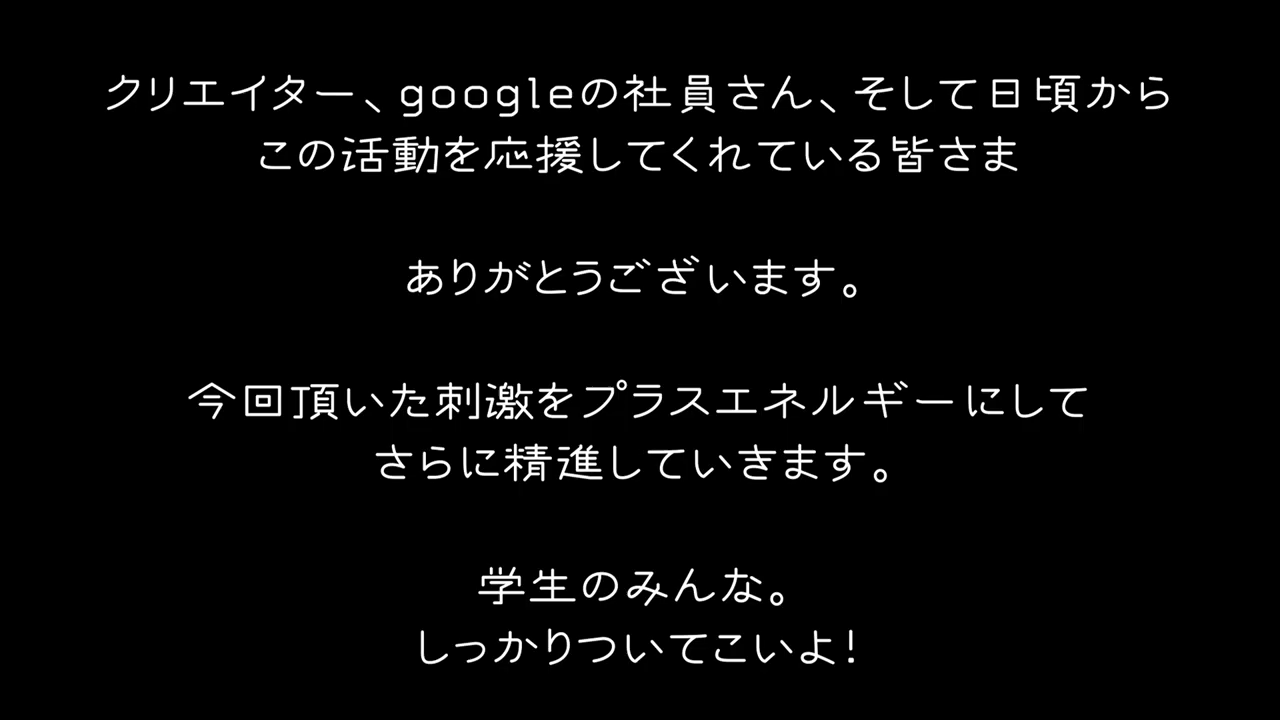 クリエイター、googleの社員さん、そして日頃から
この活動を応援してくれている皆さま
ありがとうございます。
今回頂いた刺激をプラスエネルギーにして
さらに精進していきます。
学生のみんな。
しっかりついてこいよ！